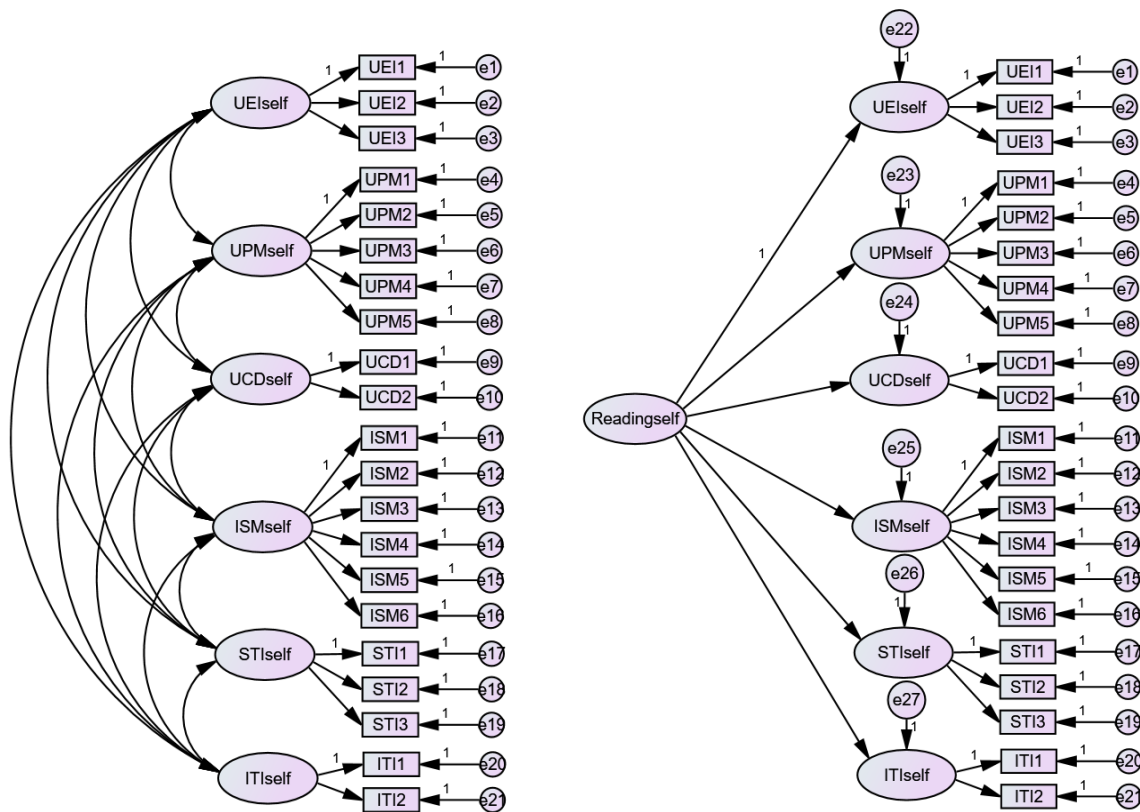 UEIself
1
UEI1
1
e1
UEI2
1
e2
UEI3
1
e3
UPMself
1
UPM1
1
e4
UPM2
1
e5
UPM3
1
e6
UPM4
1
e7
UPM5
1
e8
UCDself
1
UCD1
1
e9
UCD2
1
e10
ISMself
1
ISM1
1
e11
ISM2
1
e12
ISM3
1
e13
ISM4
1
e14
ISM5
1
e15
ISM6
1
e16
STIself
1
STI1
1
e17
STI2
1
e18
STI3
1
e19
ITIself
1
ITI1
1
e20
ITI2
1
e21
Readingself
1
e22
1
UEIself
1
UEI1
1
e1
UEI2
1
e2
UEI3
1
e3
e23
1
UPMself
1
UPM1
1
e4
UPM2
1
e5
UPM3
1
e6
UPM4
1
e7
UPM5
1
e8
e24
1
UCDself
1
UCD1
1
e9
UCD2
1
e10
e25
1
ISMself
1
ISM1
1
e11
ISM2
1
e12
ISM3
1
e13
ISM4
1
e14
ISM5
1
e15
ISM6
1
e16
e26
1
STIself
1
STI1
1
e17
STI2
1
e18
STI3
1
e19
e27
1
ITIself
1
ITI1
1
e20
ITI2
1
e21